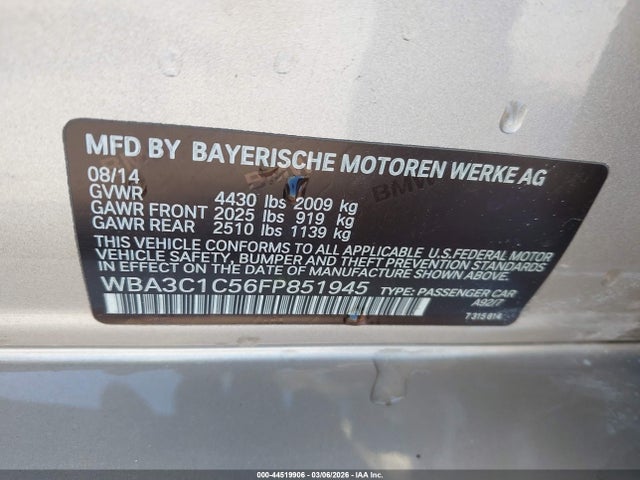 MFD BY BAYERISCHE MOTOREN WERKE AG
08/14
GVWR 4430 lbs 2009 kg
GAWR FRONT 2025 lbs 919 kg
GAWR REAR 2510 lbs 1139 kg
THIS VEHICLE CONFORMS TO ALL APPLICABLE U.S.FEDERAL MOTOR
VEHICLE SAFETY, BUMPER AND THEFT PREVENTION STANDARDS
IN EFFECT ON THE DATE OF MANUFACTURE SHOWN ABOVE.
WBA3C1C56FP851945 TYPE: PASSENGER CAR
A92/7
7 315 614
000-44519906 - 03/06/2026 - IAA Inc.